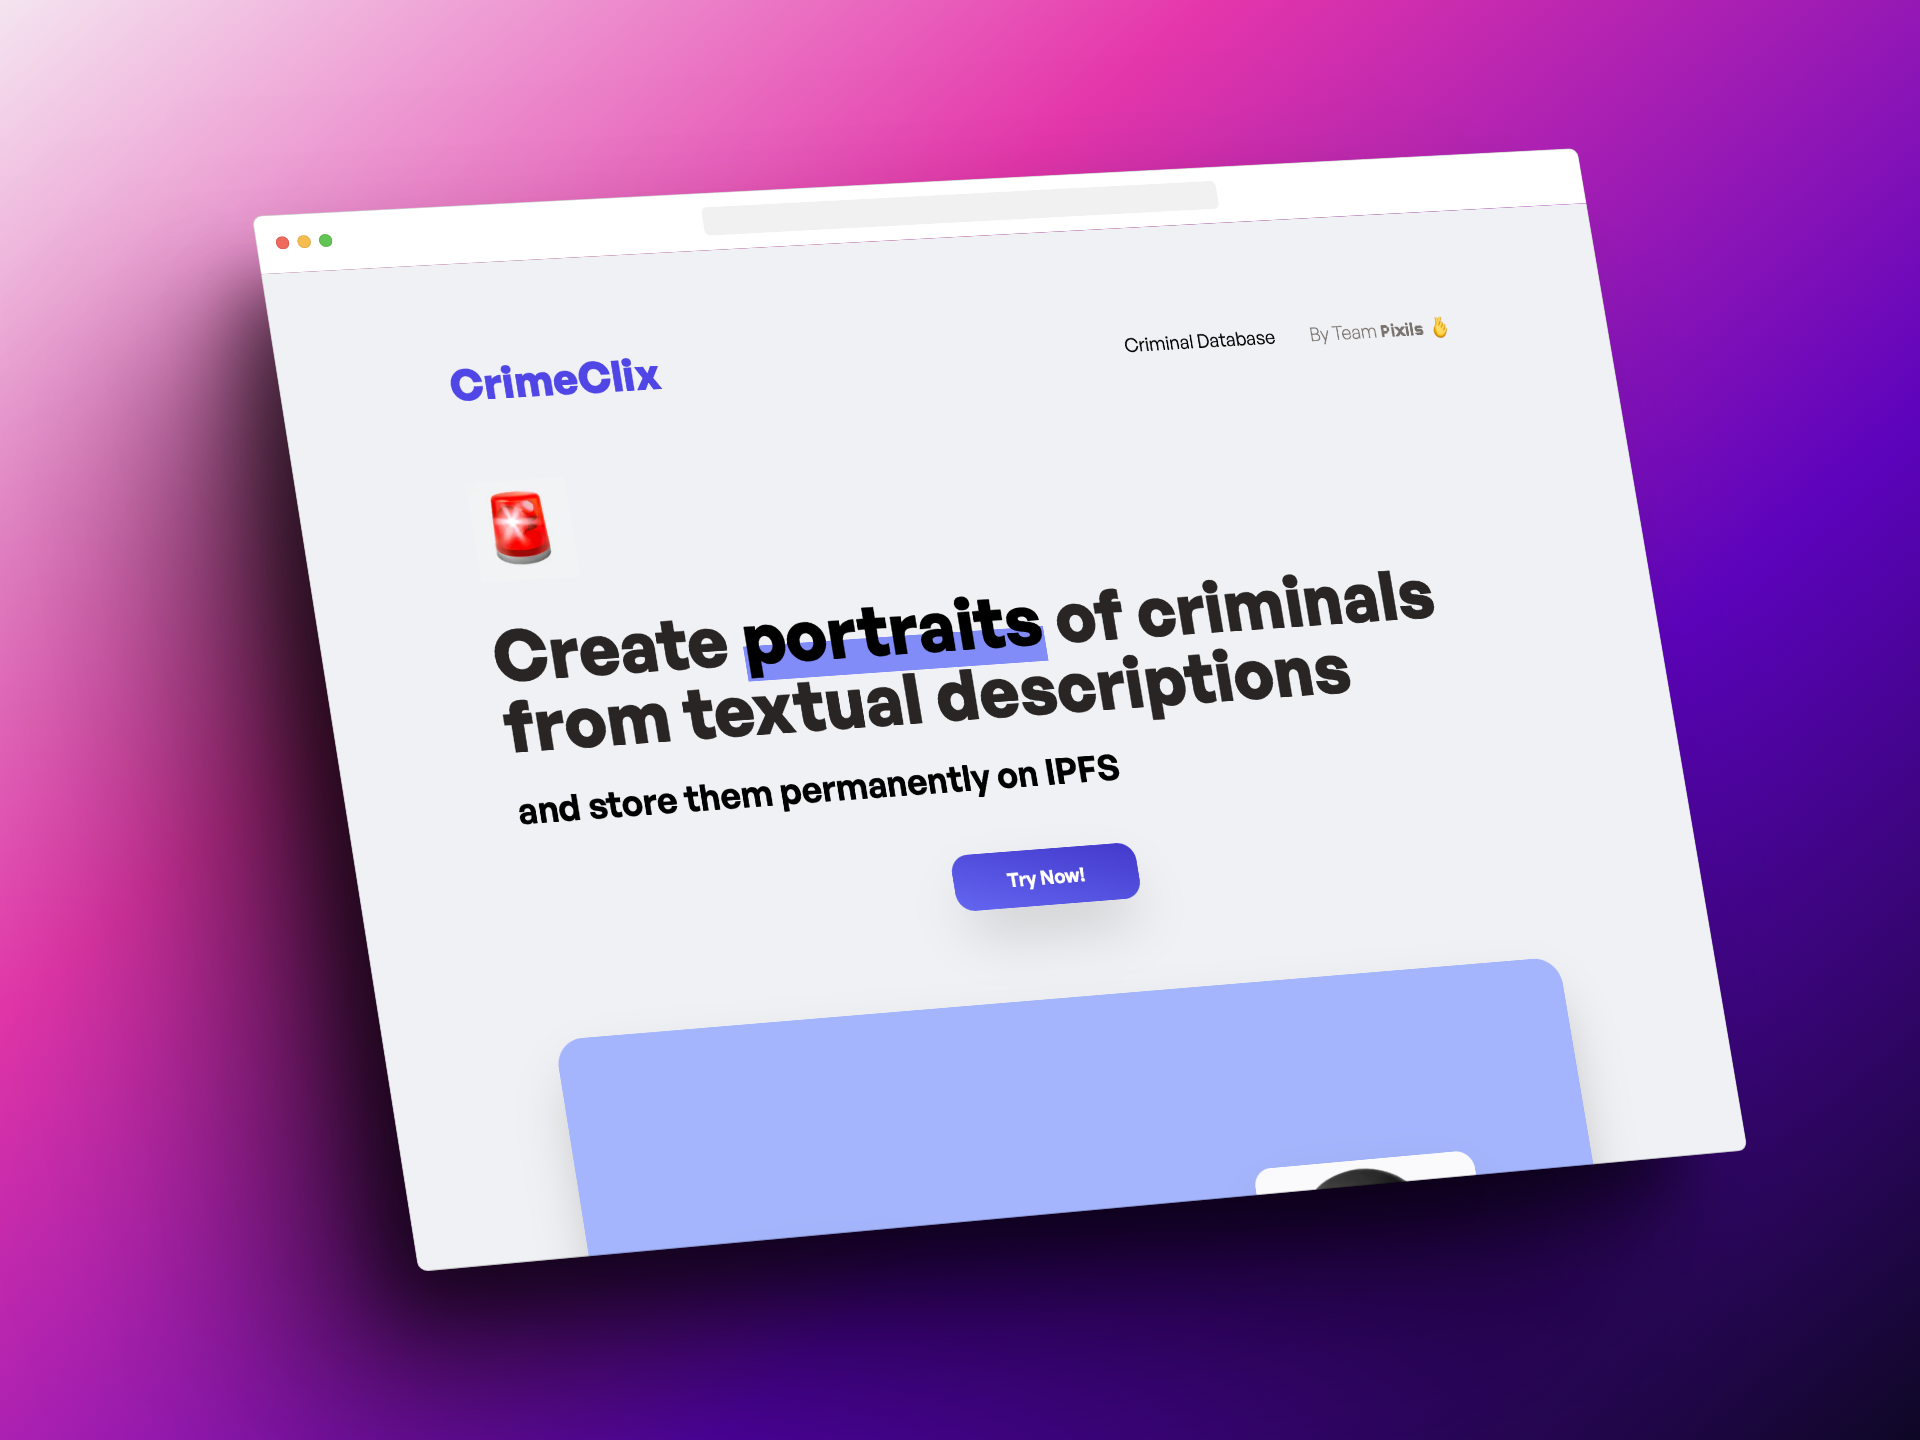 CrimeClix
Criminal Database
By Team Pixils 🤞
Create portraits of criminals
from textual descriptions
and store them permanently on IPFS
Try Now!